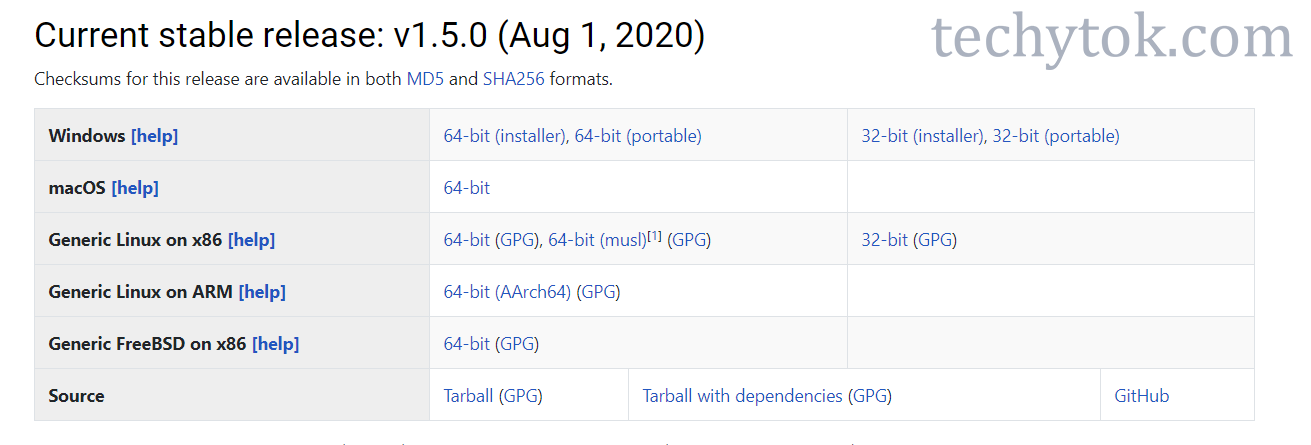 techytok.com
Current stable release: v1.5.0 (Aug 1, 2020)
Checksums for this release are available in both MD5 and SHA256 formats.
Windows [help] 64-bit (installer), 64-bit (portable) 32-bit (installer), 32-bit (portable)
macOS [help] 64-bit
Generic Linux on x86 [help] 64-bit (GPG), 64-bit (musl)[1] (GPG) 32-bit (GPG)
Generic Linux on ARM [help] 64-bit (AArch64) (GPG)
Generic FreeBSD on x86 [help] 64-bit (GPG)
Source Tarball (GPG) Tarball with dependencies (GPG) GitHub